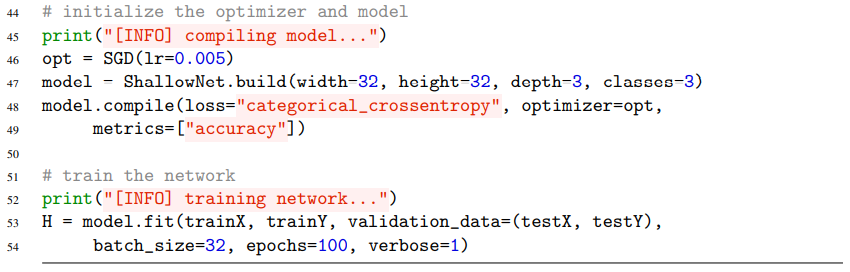 44 # initialize the optimizer and model
45 print("[INFO] compiling model...")
46 opt = SGD(lr=0.005)
47 model = ShallowNet.build(width=32, height=32, depth=3, classes=3)
48 model.compile(loss="categorical_crossentropy", optimizer=opt,
49 metrics=["accuracy"])
50
51 # train the network
52 print("[INFO] training network...")
53 H = model.fit(trainX, trainY, validation_data=(testX, testY),
54 batch_size=32, epochs=100, verbose=1)